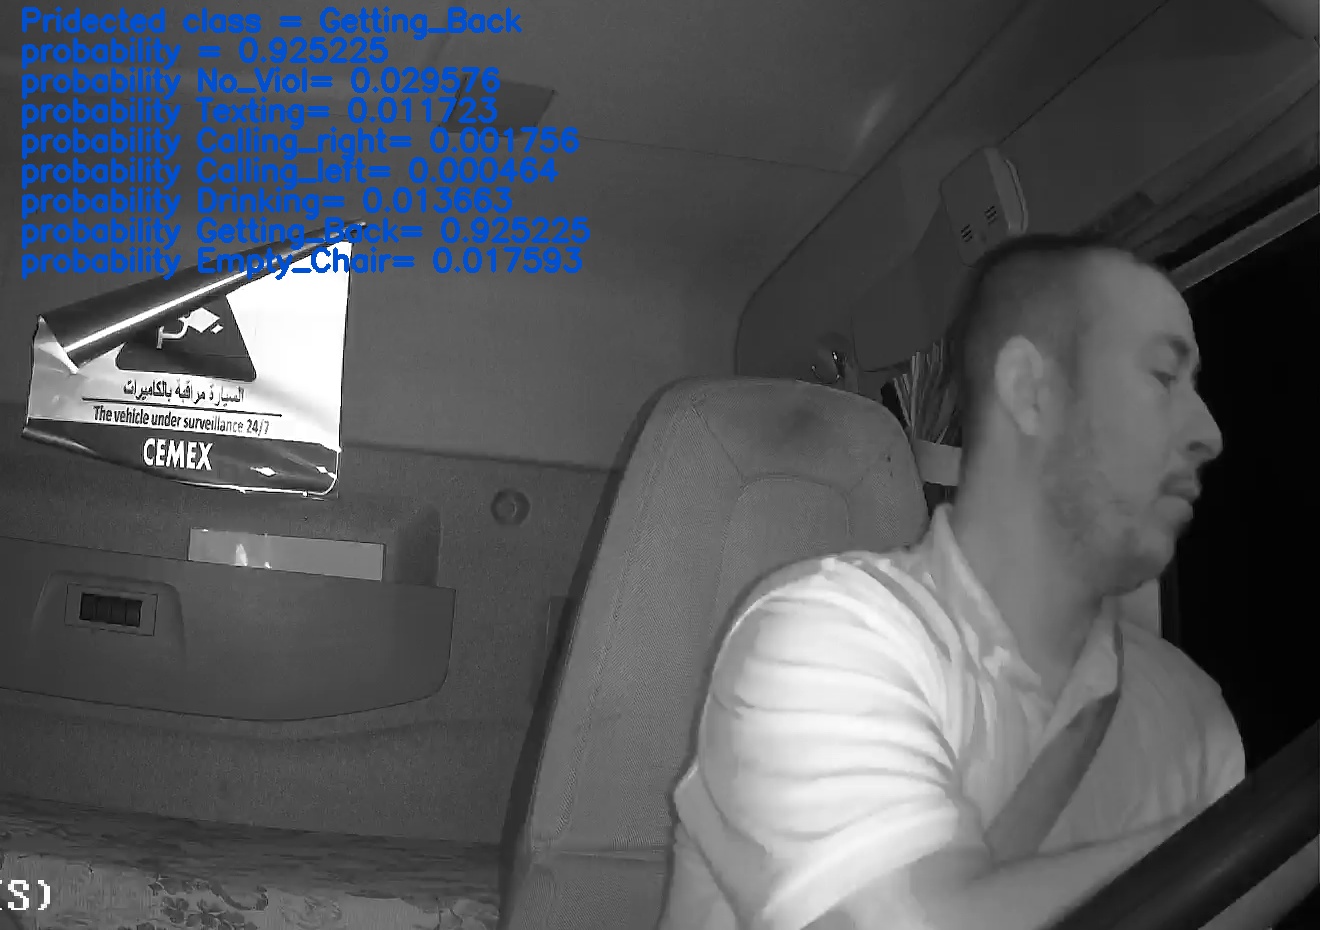 Pridected class = Getting_Back
probability = 0.925225
probability No_Viol= 0.029576
probability Texting= 0.011723
probability Calling_right= 0.001756
probability Calling_left= 0.000464
probability Drinking= 0.013663
probability Getting_Back= 0.925225
probability Empty_Chair= 0.017593
السيارة مراقبة بالكاميرات
The vehicle under surveillance 24/7
CEMEX
S)